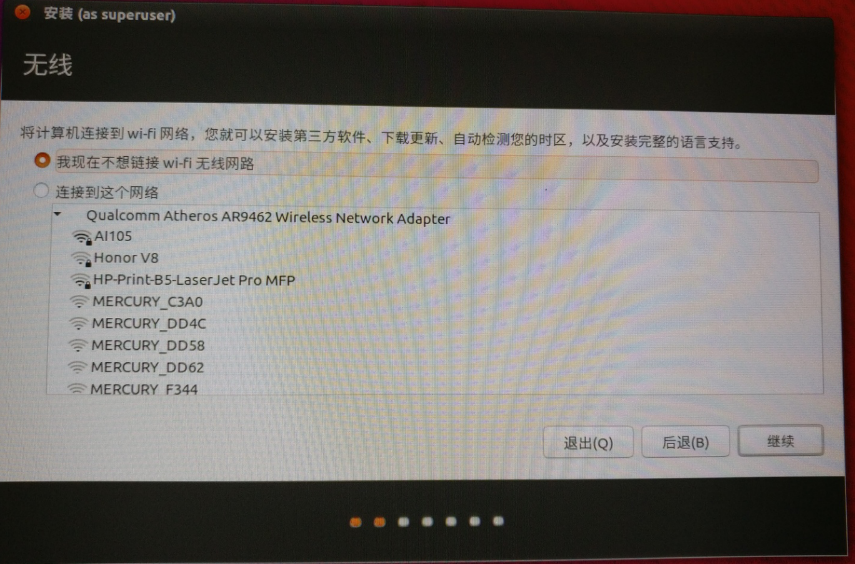 安装 (as superuser)
无线
将计算机连接到 wi-fi 网络，您就可以安装第三方软件、下载更新、自动检测您的时区，以及安装完整的语言支持。
我现在不想链接 wi-fi 无线网路
连接到这个网络
Qualcomm Atheros AR9462 Wireless Network Adapter
AI105
Honor V8
HP-Print-B5-LaserJet Pro MFP
MERCURY_C3A0
MERCURY_DD4C
MERCURY_DD58
MERCURY_DD62
MERCURY_F344
退出(Q) 后退(B) 继续